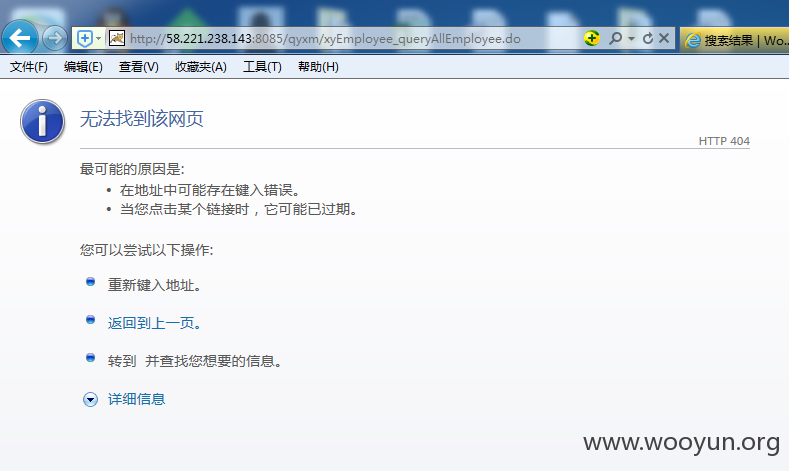 http://58.221.238.143:8085/qyxm/xyEmployee_queryAllEmployee.do
搜索结果 | Wo...
文件(F) 编辑(E) 查看(V) 收藏夹(A) 工具(T) 帮助(H)
无法找到该网页
HTTP 404
最可能的原因是:
• 在地址中可能存在键入错误。
• 当您点击某个链接时，它可能已过期。
您可以尝试以下操作:
重新键入地址。
返回到上一页。
转到 并查找您想要的信息。
详细信息
www.wooyun.org